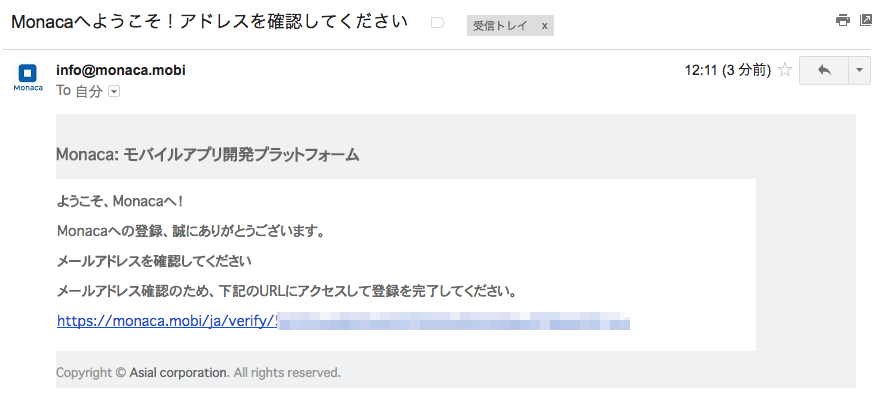 Monacaへようこそ！アドレスを確認してください
受信トレイ x
Monaca
info@monaca.mobi
12:11 (3 分前)
To 自分
Monaca: モバイルアプリ開発プラットフォーム
ようこそ、Monacaへ！
Monacaへの登録、誠にありがとうございます。
メールアドレスを確認してください
メールアドレス確認のため、下記のURLにアクセスして登録を完了してください。
https://monaca.mobi/ja/verify/
Copyright © Asial corporation. All rights reserved.